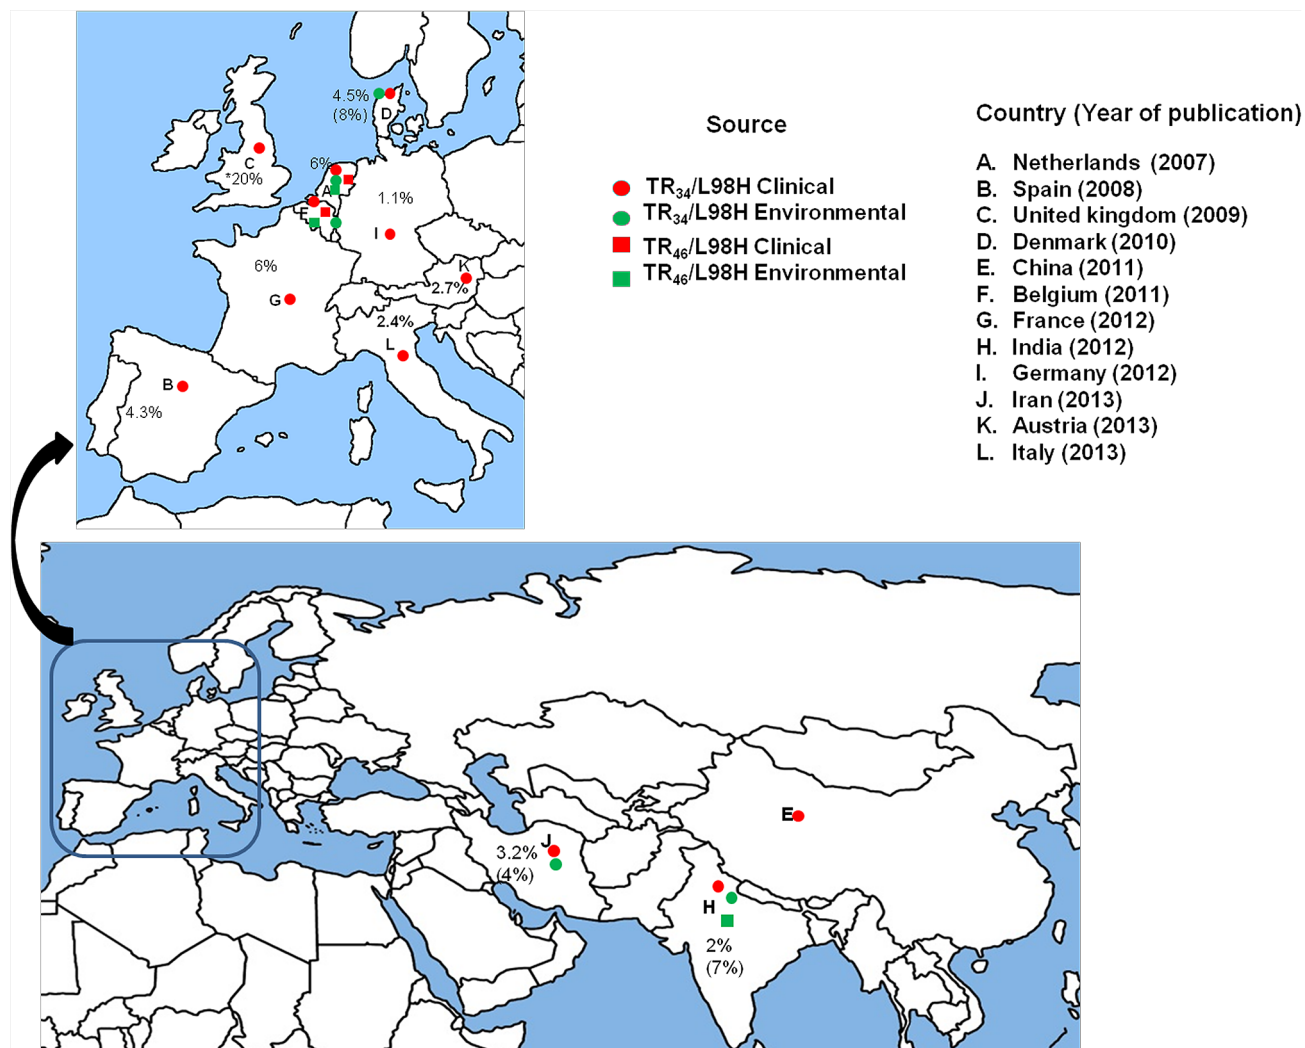 4.5%
(8%)
D
C
*20%
6%
A
F
1.1%
I
6%
G
K
2.7%
2.4%
L
B
4.3%
Source
TR34/L98H Clinical
TR34/L98H Environmental
TR46/L98H Clinical
TR46/L98H Environmental
Country (Year of publication)
A. Netherlands (2007)
B. Spain (2008)
C. United kingdom (2009)
D. Denmark (2010)
E. China (2011)
F. Belgium (2011)
G. France (2012)
H. India (2012)
I. Germany (2012)
J. Iran (2013)
K. Austria (2013)
L. Italy (2013)
E
J
3.2%
(4%)
H
2%
(7%)